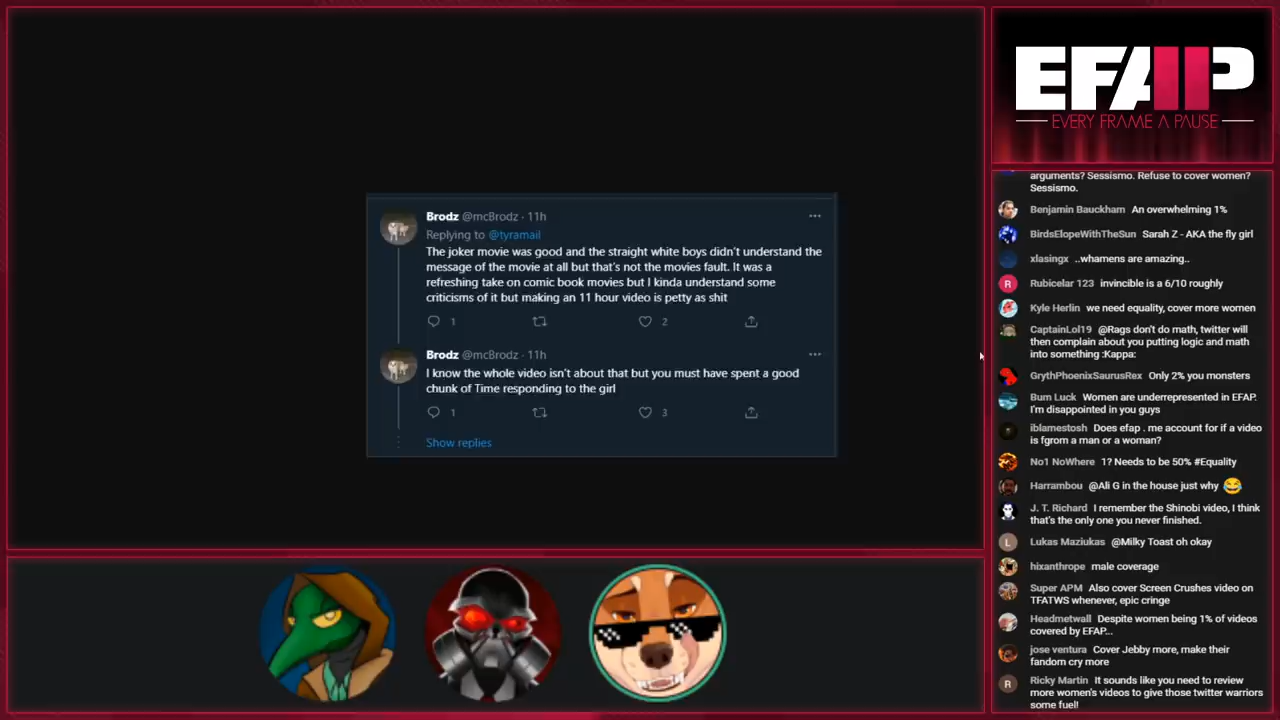 Brodz @mcBrodz · 11h
Replying to @tyramail
The joker movie was good and the straight white boys didn't understand the
message of the movie at all but that's not the movies fault. It was a
refreshing take on comic book movies but I kinda understand some
criticisms of it but making an 11 hour video is petty as shit
1 2
Brodz @mcBrodz · 11h
I know the whole video isn't about that but you must have spent a good
chunk of Time responding to the girl
1 3
Show replies
EFAP
EVERY FRAME A PAUSE
arguments? Sessismo. Refuse to cover women?
Sessismo.
Benjamin Bauckham An overwhelming 1%
BirdsElopeWithTheSun Sarah Z - AKA the fly girl
xlasingx ..whamens are amazing..
R Rubicelar 123 invincible is a 6/10 roughly
Kyle Herlin we need equality, cover more women
CaptainLol19 @Rags don't do math, twitter will
then complain about you putting logic and math
into something :Kappa:
GrythPhoenixSaurusRex Only 2% you monsters
Bum Luck Women are underrepresented in EFAP.
I'm disappointed in you guys
iblamestosh Does efap . me account for if a video
is fgrom a man or a woman?
No1 NoWhere 1? Needs to be 50% #Equality
Harrambou @Ali G in the house just why 😂
J. T. Richard I remember the Shinobi video, I think
that's the only one you never finished.
L Lukas Maziukas @Milky Toast oh okay
hixanthrope male coverage
Super APM Also cover Screen Crushes video on
TFATWS whenever, epic cringe
Headmetwall Despite women being 1% of videos
covered by EFAP...
jose ventura Cover Jebby more, make their
fandom cry more
R Ricky Martin It sounds like you need to review
more women's videos to give those twitter warriors
some fuel!